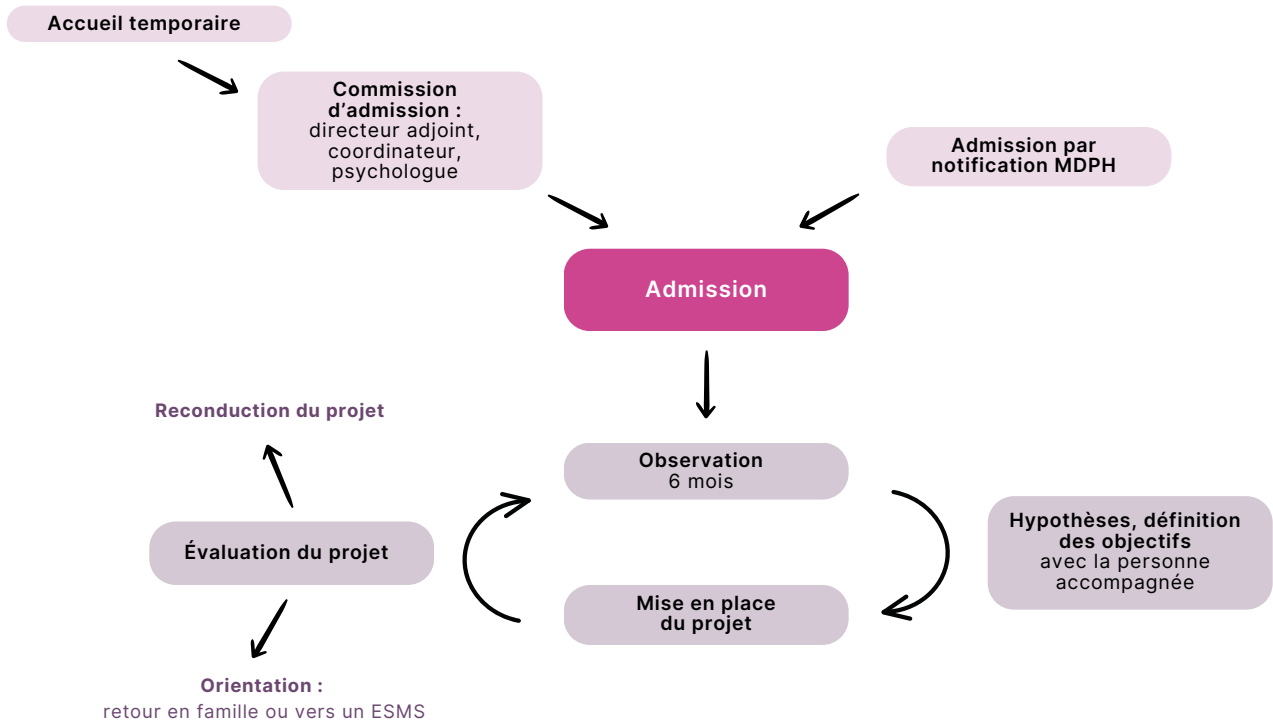 Accueil temporaire
Commission
d’admission :
directeur adjoint,
coordinateur,
psychologue
Admission par
notification MDPH
Admission
Reconduction du projet
Observation
6 mois
Hypothèses, définition
des objectifs
avec la personne
accompagnée
Évaluation du projet
Mise en place
du projet
Orientation :
retour en famille ou vers un ESMS